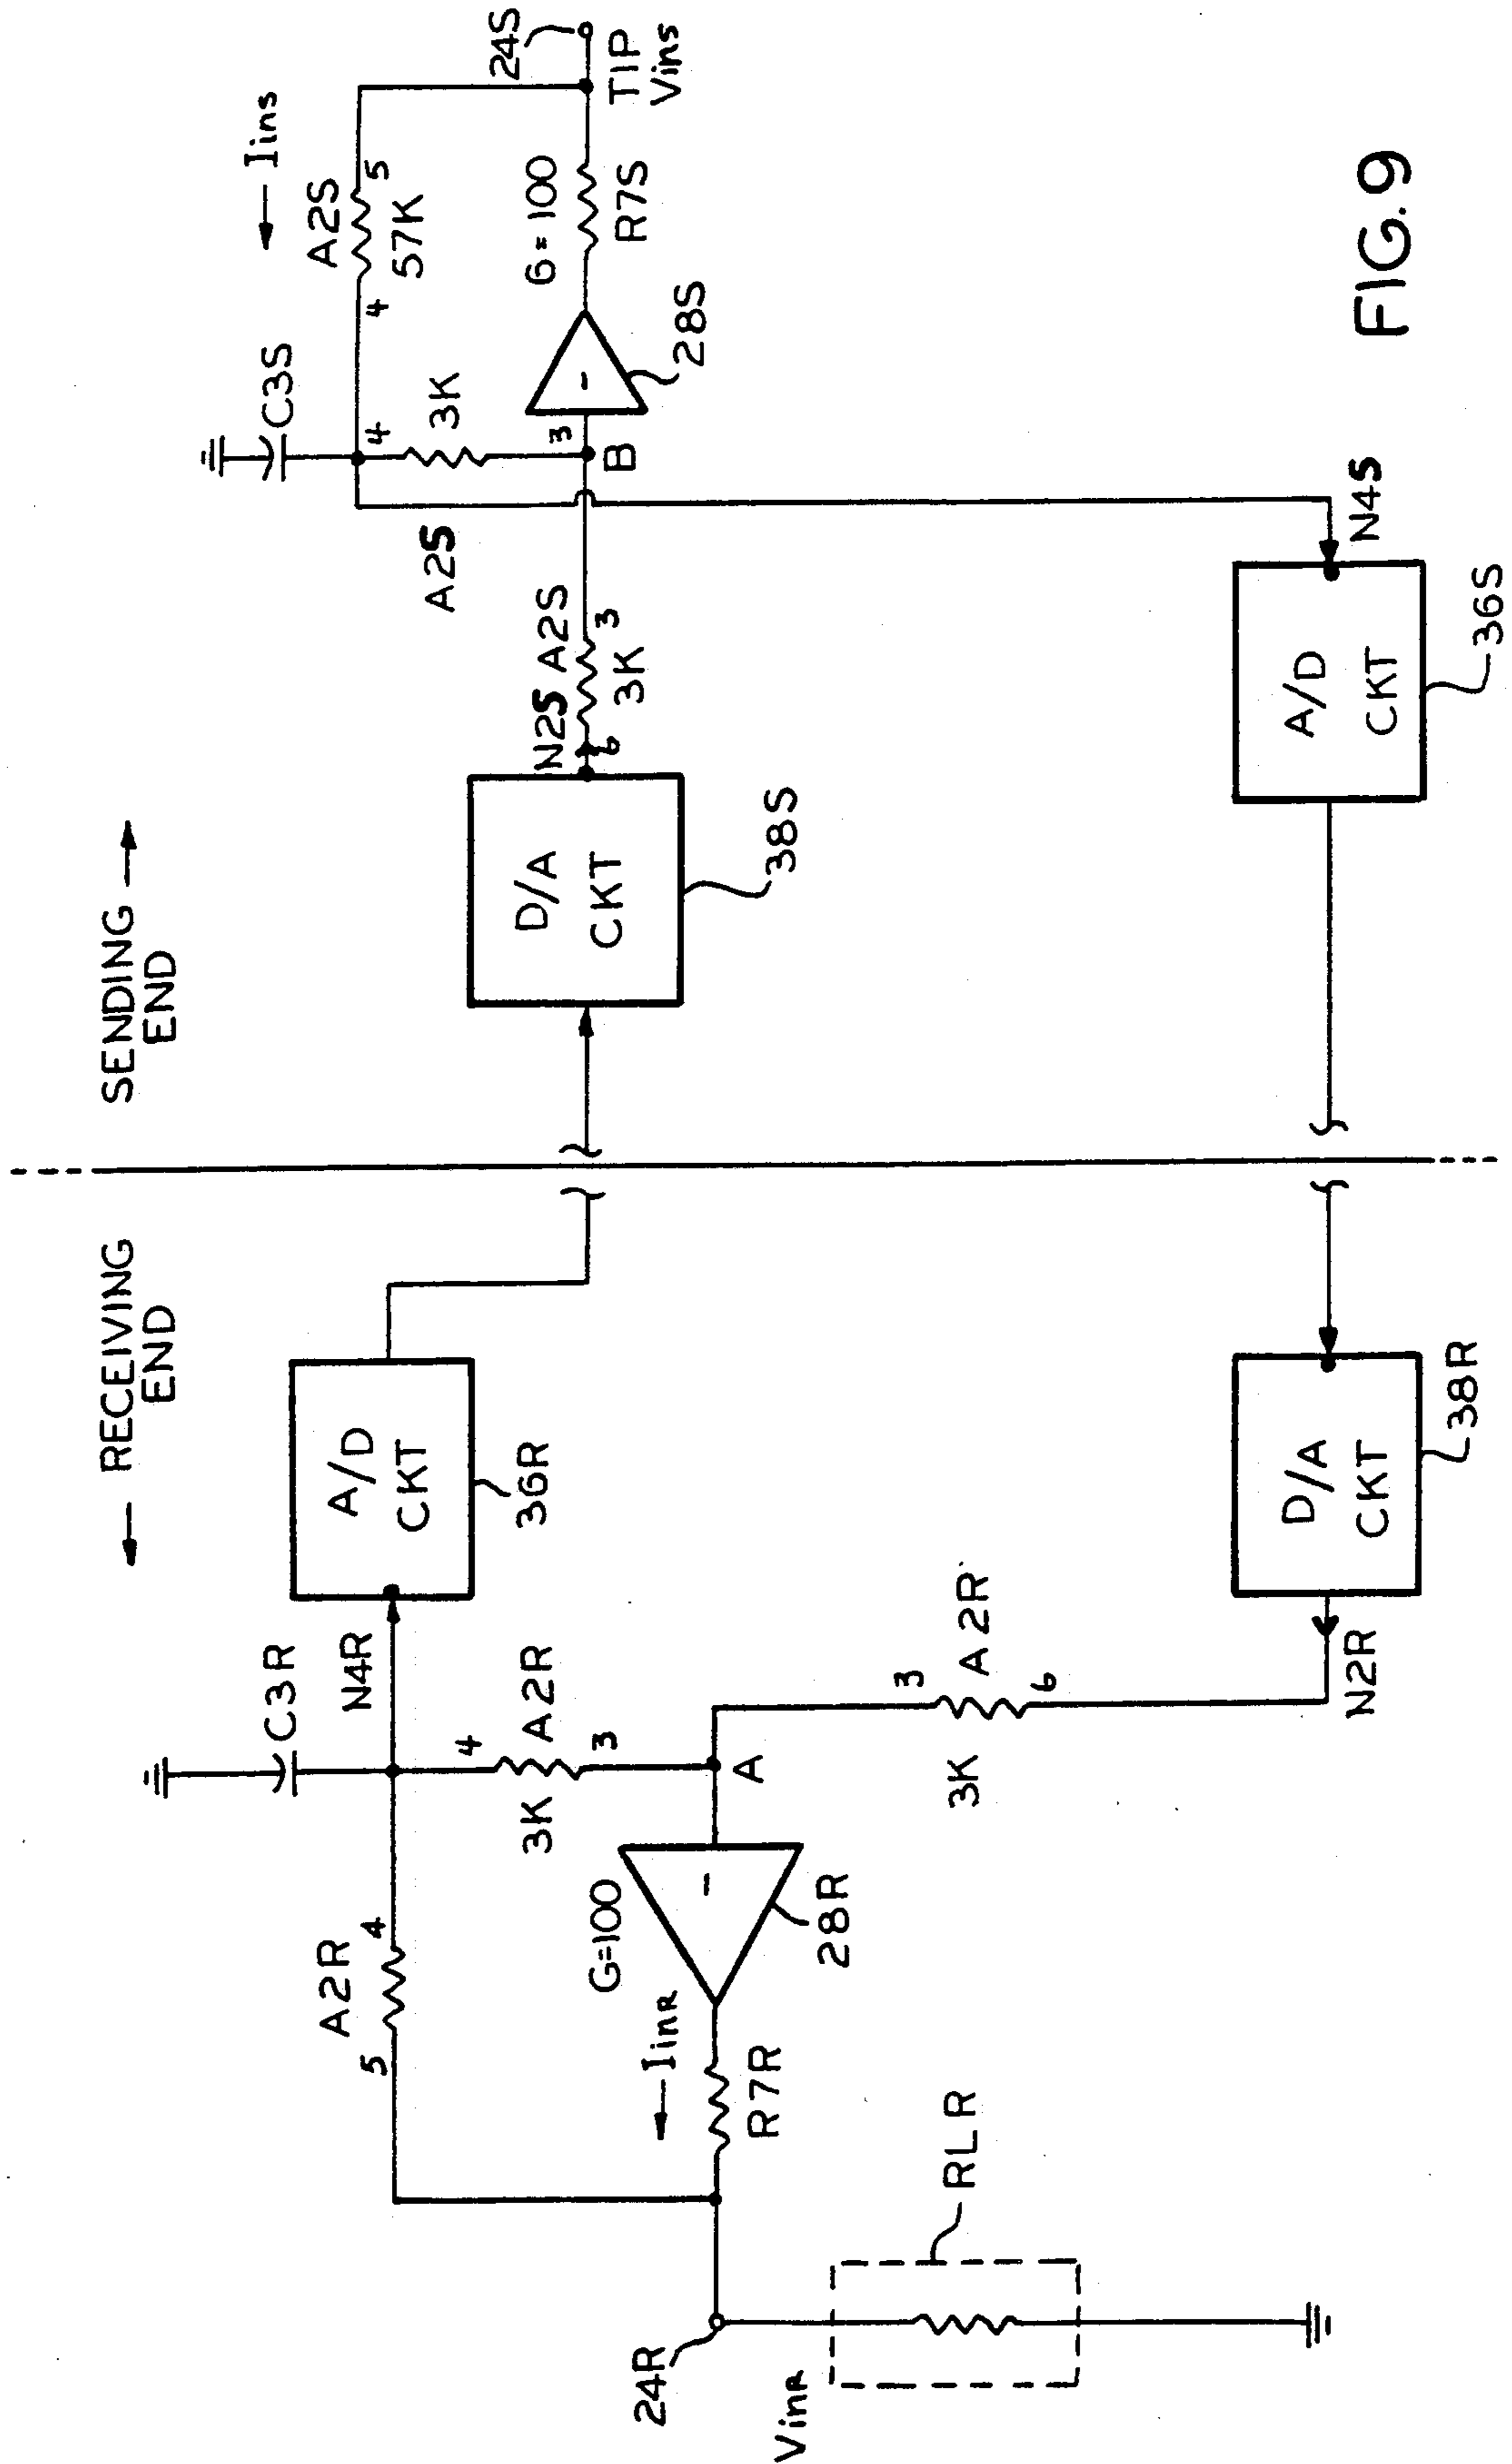 ← RECEIVING
END
SENDING →
END
C3R
N4R
A/D
CKT
36R
A2R
5
4
4
3K
A2R
3
G=100
←Iinr
R7R
-
28R
A
3
3K
A2R
6
N2R
D/A
CKT
38R
24R
Vinr
RLR
D/A
CKT
38S
N2S
A2S
6
3K
3
A2S
C3S
4
3K
3
B
4
A2S
57K
5
← Iins
-
28S
6=100
R7S
24S
TIP
Vins
N4S
A/D
CKT
36S
FIG. 9